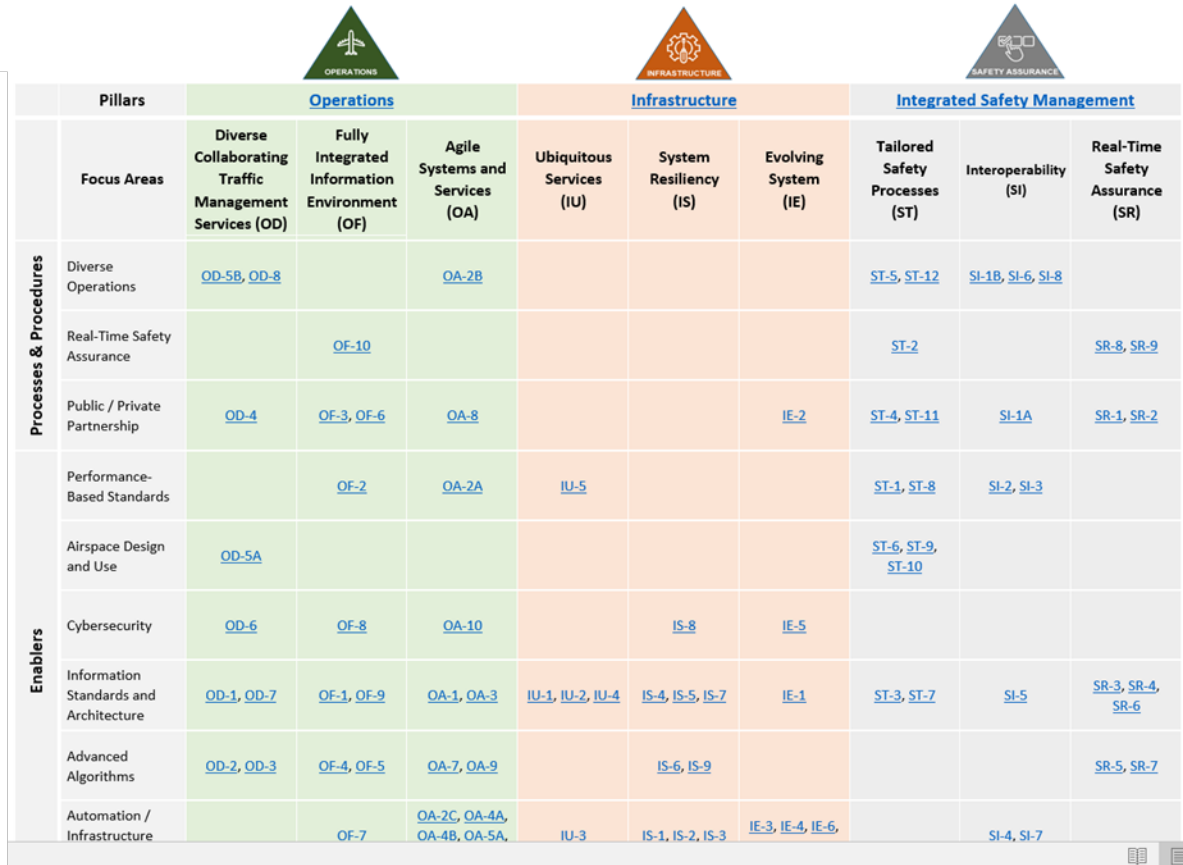 OPERATIONS
INFRASTRUCTURE
SAFETY ASSURANCE
Pillars Operations Infrastructure Integrated Safety Management
Focus Areas
Diverse
Collaborating
Traffic
Management
Services (OD)
Fully
Integrated
Information
Environment
(OF)
Agile
Systems and
Services
(OA)
Ubiquitous
Services
(IU)
System
Resiliency
(IS)
Evolving
System
(IE)
Tailored
Safety
Processes
(ST)
Interoperability
(SI)
Real-Time
Safety
Assurance
(SR)
Processes & Procedures
Diverse
Operations
OD-5B, OD-8
OA-2B
ST-5, ST-12
SI-1B, SI-6, SI-8
Real-Time Safety
Assurance
OF-10
ST-2
SR-8, SR-9
Public / Private
Partnership
OD-4
OF-3, OF-6
OA-8
IE-2
ST-4, ST-11
SI-1A
SR-1, SR-2
Enablers
Performance-
Based Standards
OF-2
OA-2A
IU-5
ST-1, ST-8
SI-2, SI-3
Airspace Design
and Use
OD-5A
ST-6, ST-9,
ST-10
Cybersecurity
OD-6
OF-8
OA-10
IS-8
IE-5
Information
Standards and
Architecture
OD-1, OD-7
OF-1, OF-9
OA-1, OA-3
IU-1, IU-2, IU-4
IS-4, IS-5, IS-7
IE-1
ST-3, ST-7
SI-5
SR-3, SR-4,
SR-6
Advanced
Algorithms
OD-2, OD-3
OF-4, OF-5
OA-7, OA-9
IS-6, IS-9
SR-5, SR-7
Automation /
Infrastructure
OF-7
OA-2C, OA-4A,
OA-4B, OA-5A,
IU-3
IS-1, IS-2, IS-3
IE-3, IE-4, IE-6,
SI-4, SI-7